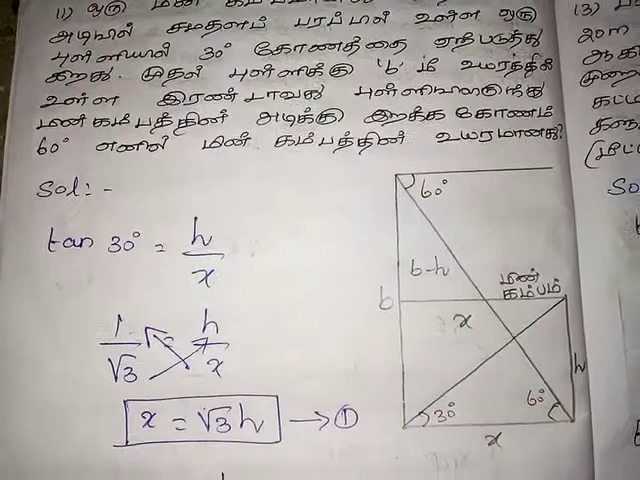 11) ஒரு மின்
அடியில் சமதளப் பரப்பில் உள்ள ஒரு
புள்ளியில் 30° கோணத்தை ஏற்படுத்து
கிறது. முதல் புள்ளிக்கு 'b' மீ உயரத்தில்
உள்ள இரண்டாவது புள்ளியிலிருந்து
மின்கம்பத்தின் அடிக்கு இறக்க கோணம்
60° எனில் மின் கம்பத்தின் உயரமானது?
Sol:-
tan 30° = h/x
1/√3 = h/x
x = √3 h → ①
60°
b-h
மின்
கம்பம்
b
x
h
30°
60°
x
13)